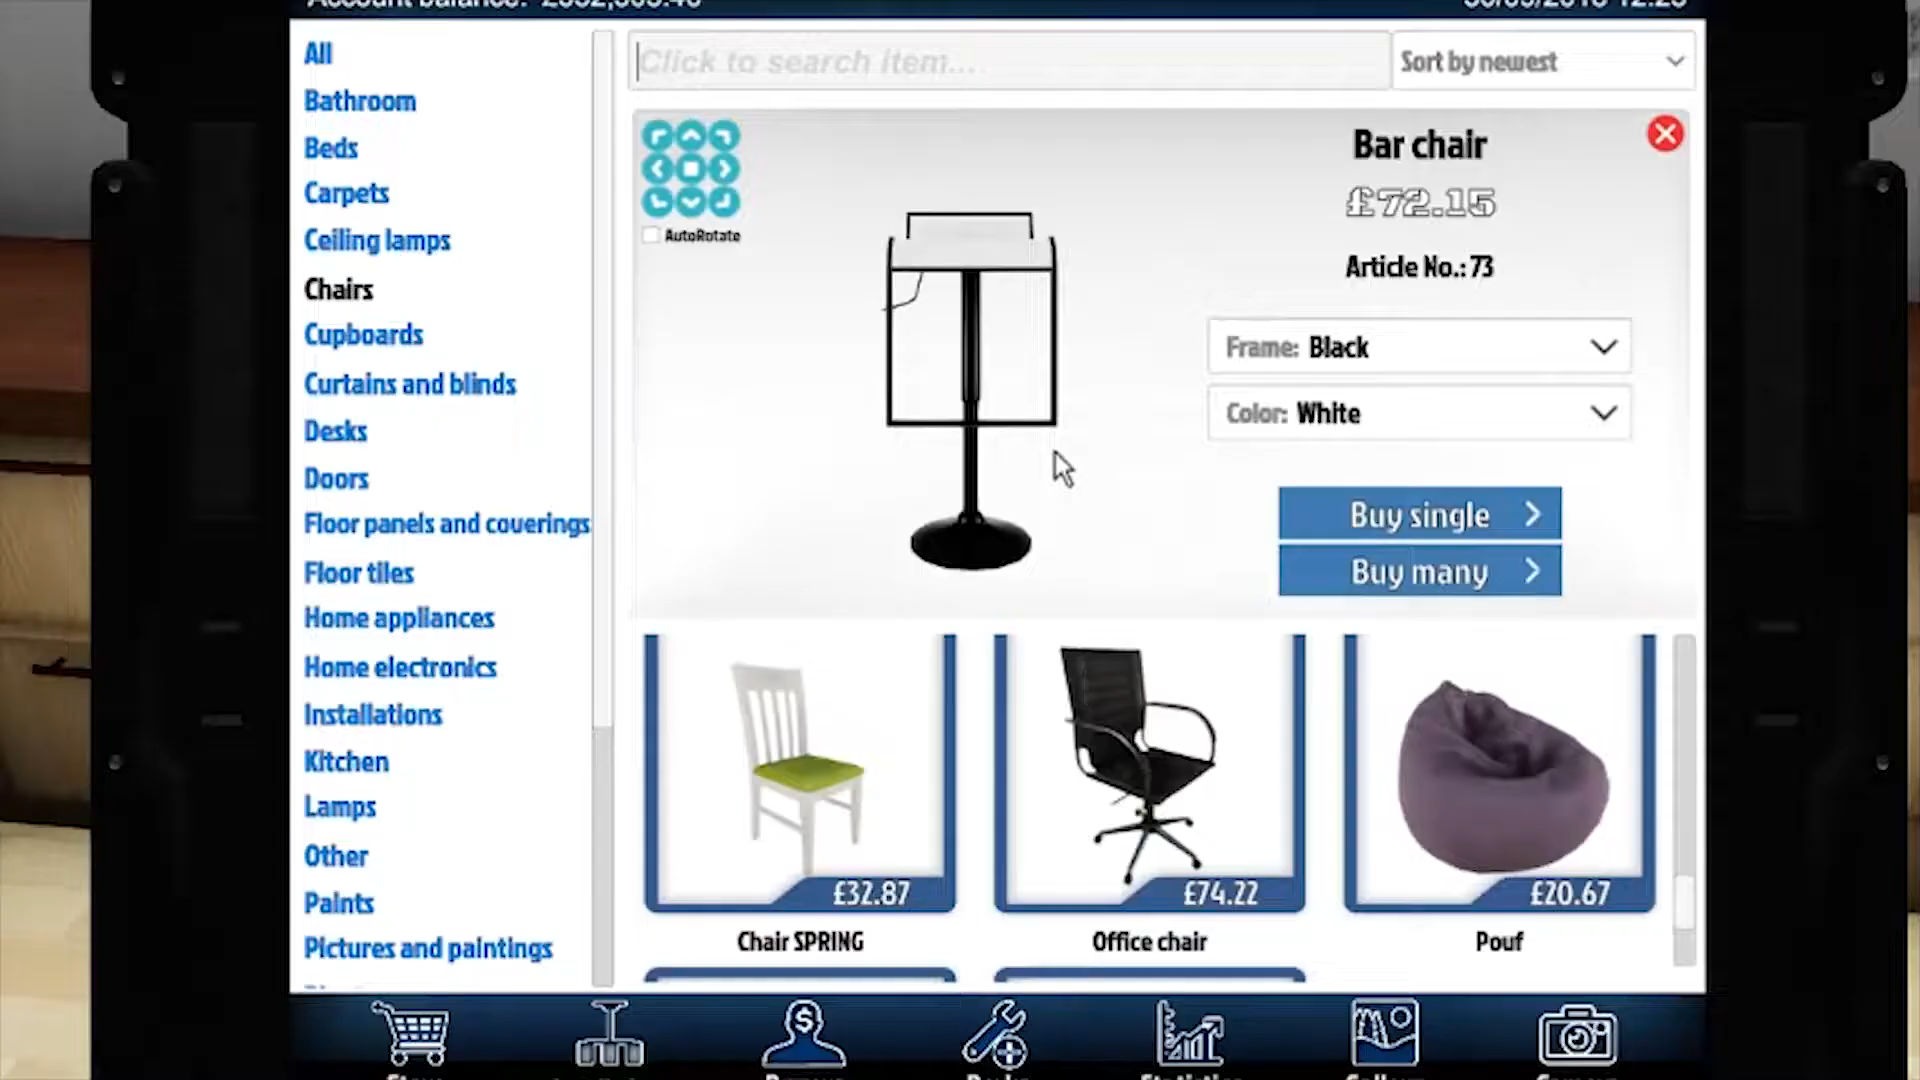 Account balance:
Click to search item....
Sort by newest
All
Bathroom
Beds
Carpets
Ceiling lamps
Chairs
Cupboards
Curtains and blinds
Desks
Doors
Floor panels and coverings
Floor tiles
Home appliances
Home electronics
Installations
Kitchen
Lamps
Other
Paints
Pictures and paintings
AutoRotate
Bar chair
£72.15
Article No.: 73
Frame: Black
Color: White
Buy single
Buy many
£32.87
£74.22
£20.67
Chair SPRING
Office chair
Pouf